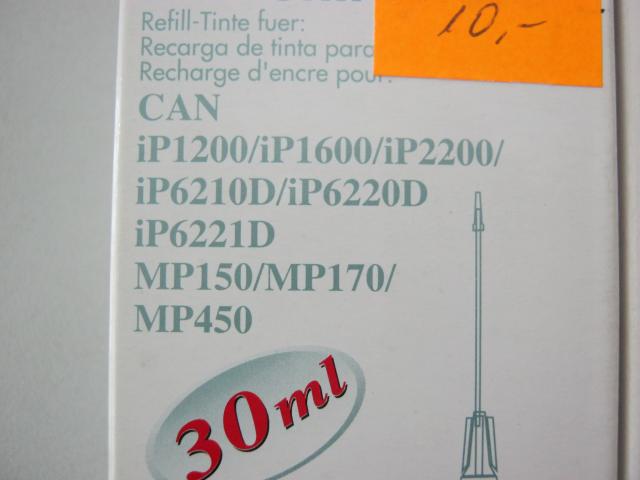 10,-
Refill-Tinte fuer:
Recarga de tinta para
Recharge d'encre pour:
CAN
iP1200/iP1600/iP2200/
iP6210D/iP6220D
iP6221D
MP150/MP170/
MP450
30ml